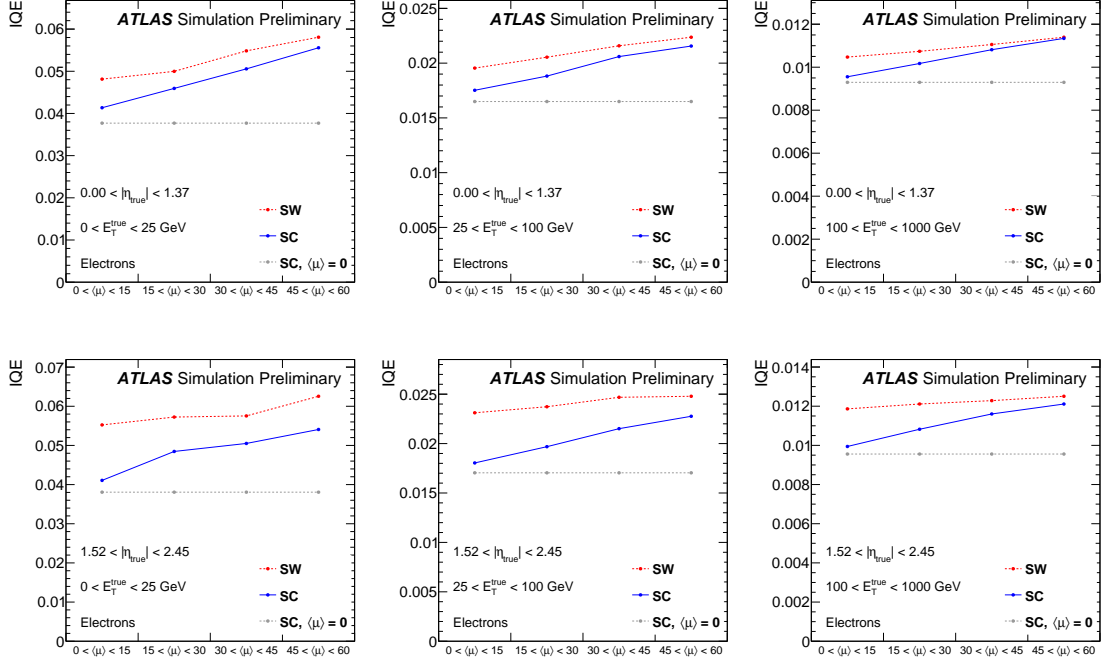 IQE
ATLAS Simulation Preliminary
0.06
0.05
0.04
0.03
0.02
0.01
0
0.00 < |η_true| < 1.37
0 < E_T^true < 25 GeV
Electrons
SW
SC
SC, ⟨μ⟩ = 0
0 < ⟨μ⟩ < 15 15 < ⟨μ⟩ < 30 30 < ⟨μ⟩ < 45 45 < ⟨μ⟩ < 60
IQE
ATLAS Simulation Preliminary
0.025
0.02
0.015
0.01
0.005
0
0.00 < |η_true| < 1.37
25 < E_T^true < 100 GeV
Electrons
SW
SC
SC, ⟨μ⟩ = 0
0 < ⟨μ⟩ < 15 15 < ⟨μ⟩ < 30 30 < ⟨μ⟩ < 45 45 < ⟨μ⟩ < 60
IQE
ATLAS Simulation Preliminary
0.012
0.01
0.008
0.006
0.004
0.002
0
0.00 < |η_true| < 1.37
100 < E_T^true < 1000 GeV
Electrons
SW
SC
SC, ⟨μ⟩ = 0
0 < ⟨μ⟩ < 15 15 < ⟨μ⟩ < 30 30 < ⟨μ⟩ < 45 45 < ⟨μ⟩ < 60
IQE
ATLAS Simulation Preliminary
0.07
0.06
0.05
0.04
0.03
0.02
0.01
0
1.52 < |η_true| < 2.45
0 < E_T^true < 25 GeV
Electrons
SW
SC
SC, ⟨μ⟩ = 0
0 < ⟨μ⟩ < 15 15 < ⟨μ⟩ < 30 30 < ⟨μ⟩ < 45 45 < ⟨μ⟩ < 60
IQE
ATLAS Simulation Preliminary
0.025
0.02
0.015
0.01
0.005
0
1.52 < |η_true| < 2.45
25 < E_T^true < 100 GeV
Electrons
SW
SC
SC, ⟨μ⟩ = 0
0 < ⟨μ⟩ < 15 15 < ⟨μ⟩ < 30 30 < ⟨μ⟩ < 45 45 < ⟨μ⟩ < 60
IQE
ATLAS Simulation Preliminary
0.014
0.012
0.01
0.008
0.006
0.004
0.002
0
1.52 < |η_true| < 2.45
100 < E_T^true < 1000 GeV
Electrons
SW
SC
SC, ⟨μ⟩ = 0
0 < ⟨μ⟩ < 15 15 < ⟨μ⟩ < 30 30 < ⟨μ⟩ < 45 45 < ⟨μ⟩ < 60